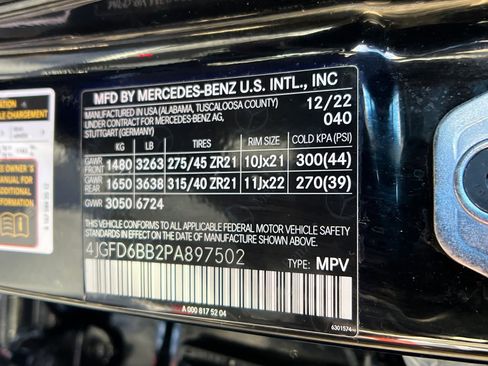 MFD BY MERCEDES-BENZ U.S. INTL., INC
MANUFACTURED IN USA (ALABAMA, TUSCALOOSA COUNTY) 12/22
UNDER CONTRACT FOR MERCEDES-BENZ AG, 040
STUTTGART (GERMANY)
KG LB TIRES RIM SIZE COLD KPA (PSI)
GAWR FRONT 1480 3263 275/45 ZR21 10Jx21 300(44)
GAWR REAR 1650 3638 315/40 ZR21 11Jx22 270(39)
GVWR 3050 6724
THIS VEHICLE CONFORMS TO ALL APPLICABLE FEDERAL MOTOR VEHICLE SAFETY
STANDARDS IN EFFECT ON THE DATE OF MANUFACTURE SHOWN ABOVE.
4JGFD6BB2PA897502 TYPE: MPV
A 000 817 52 04 6301574